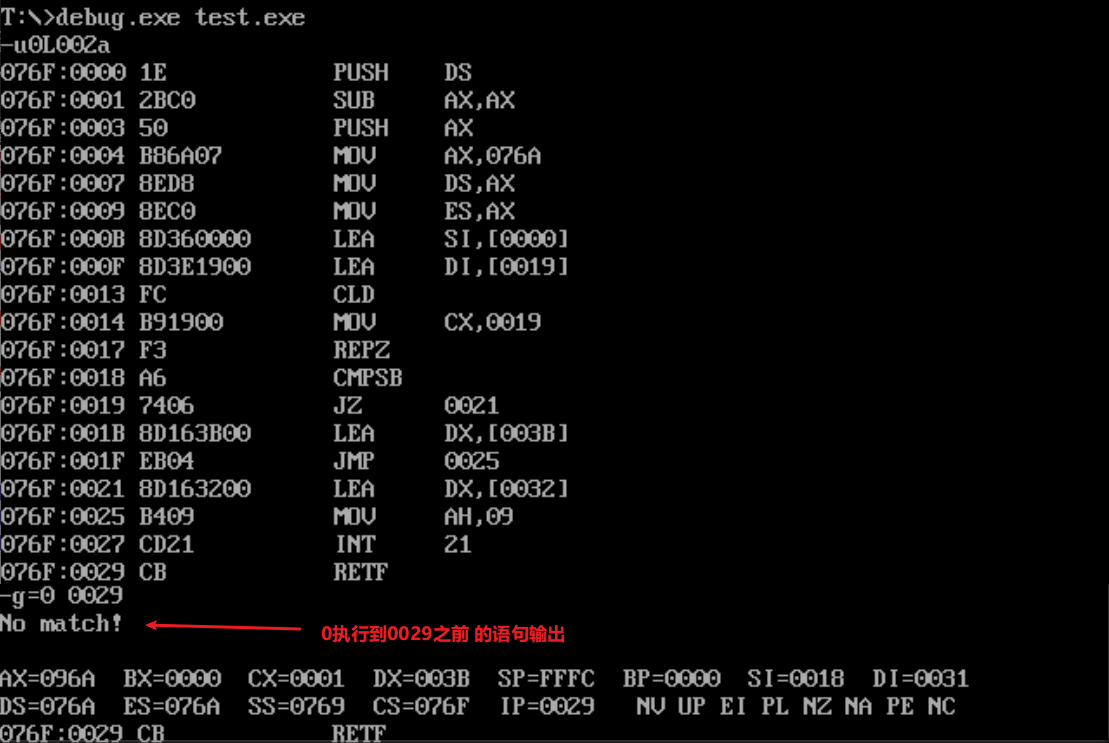 T:\>debug.exe test.exe
-u0L002a
076F:0000 1E PUSH DS
076F:0001 2BC0 SUB AX,AX
076F:0003 50 PUSH AX
076F:0004 B86A07 MOV AX,076A
076F:0007 8ED8 MOV DS,AX
076F:0009 8EC0 MOV ES,AX
076F:000B 8D360000 LEA SI,[0000]
076F:000F 8D3E1900 LEA DI,[0019]
076F:0013 FC CLD
076F:0014 B91900 MOV CX,0019
076F:0017 F3 REPZ
076F:0018 A6 CMPSB
076F:0019 7406 JZ 0021
076F:001B 8D163B00 LEA DX,[003B]
076F:001F EB04 JMP 0025
076F:0021 8D163200 LEA DX,[0032]
076F:0025 B409 MOV AH,09
076F:0027 CD21 INT 21
076F:0029 CB RETF
-g=0 0029
No match!
0执行到0029之前 的语句输出
AX=096A BX=0000 CX=0001 DX=003B SP=FFFC BP=0000 SI=0018 DI=0031
DS=076A ES=076A SS=0769 CS=076F IP=0029 NV UP EI PL NZ NA PE NC
076F:0029 CB RETF